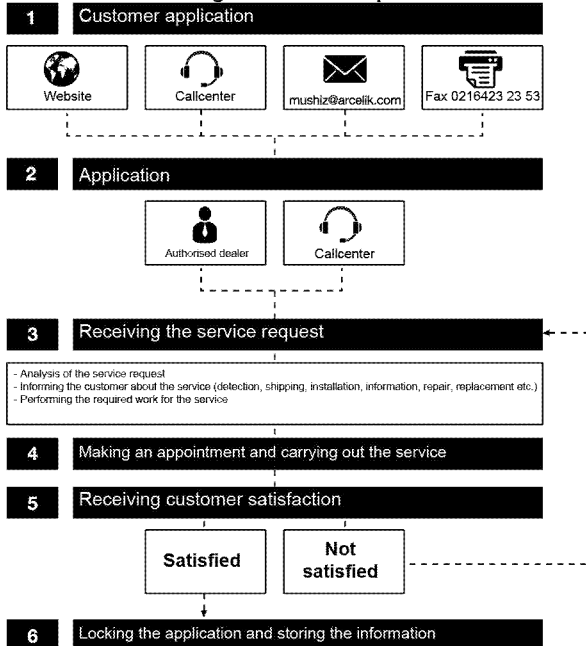 1 Customer application
Website
Callcenter
mushiz@arcelik.com
Fax 0216423 23 53
2 Application
Authorised dealer
Callcenter
3 Receiving the service request
- Analysis of the service request
- Informing the customer about the service (detection, shipping, installation, information, repair, replacement etc.)
- Performing the required work for the service
4 Making an appointment and carrying out the service
5 Receiving customer satisfaction
Satisfied
Not
satisfied
6 Locking the application and storing the information